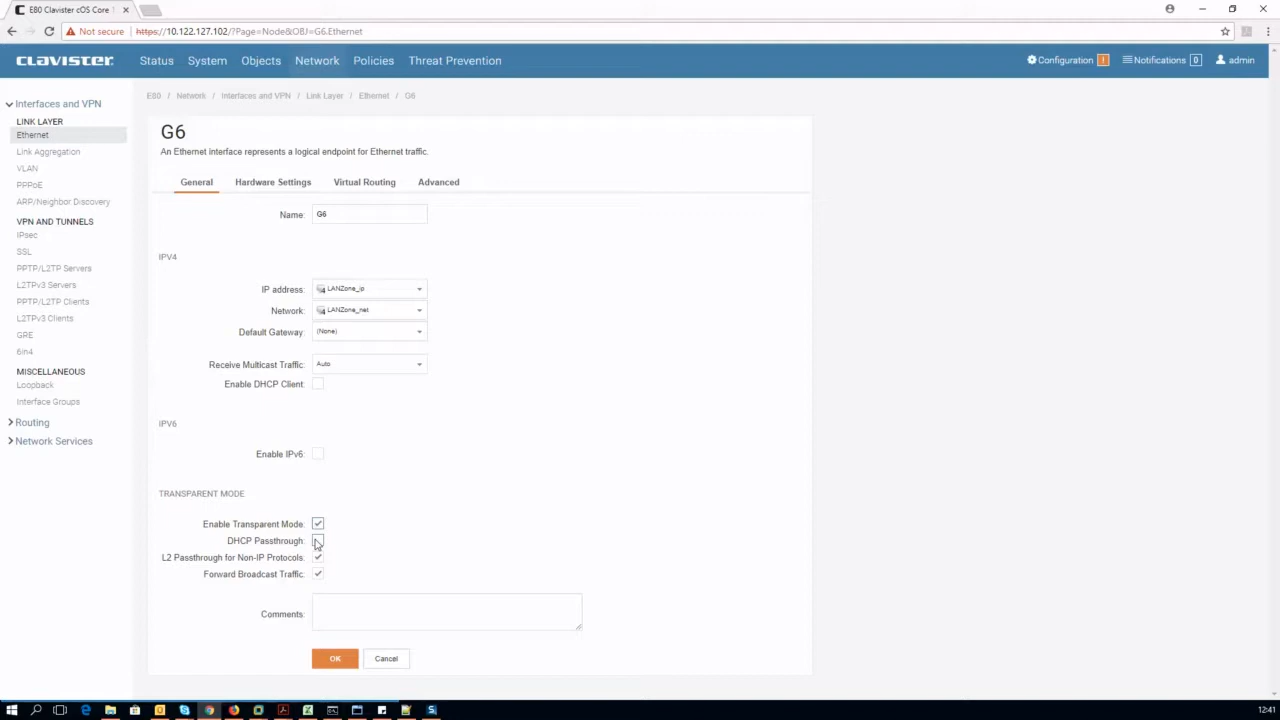 E80 Clavister cOS Core 1
Not secure https://10.122.127.102/?Page=Node&OBJ=G6.Ethernet
CLAVISTER Status System Objects Network Policies Threat Prevention Configuration ! Notifications 0 admin
E80 / Network / Interfaces and VPN / Link Layer / Ethernet / G6
Interfaces and VPN
LINK LAYER
Ethernet
Link Aggregation
VLAN
PPPoE
ARP/Neighbor Discovery
VPN AND TUNNELS
IPsec
SSL
PPTP/L2TP Servers
L2TPv3 Servers
PPTP/L2TP Clients
L2TPv3 Clients
GRE
6in4
MISCELLANEOUS
Loopback
Interface Groups
Routing
Network Services
G6
An Ethernet interface represents a logical endpoint for Ethernet traffic.
General Hardware Settings Virtual Routing Advanced
Name: G6
IPV4
IP address: LANZone_ip
Network: LANZone_net
Default Gateway: (None)
Receive Multicast Traffic: Auto
Enable DHCP Client:
IPV6
Enable IPv6:
TRANSPARENT MODE
Enable Transparent Mode:
DHCP Passthrough:
L2 Passthrough for Non-IP Protocols:
Forward Broadcast Traffic:
Comments:
OK Cancel
12:41